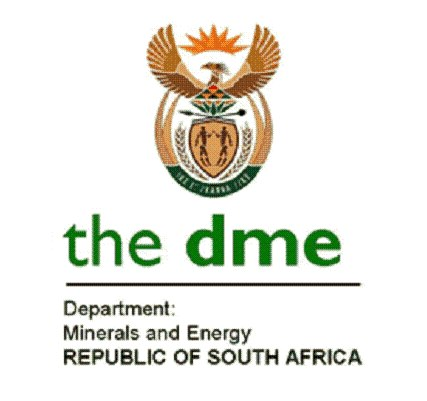 the dme
Department:
Minerals and Energy
REPUBLIC OF SOUTH AFRICA